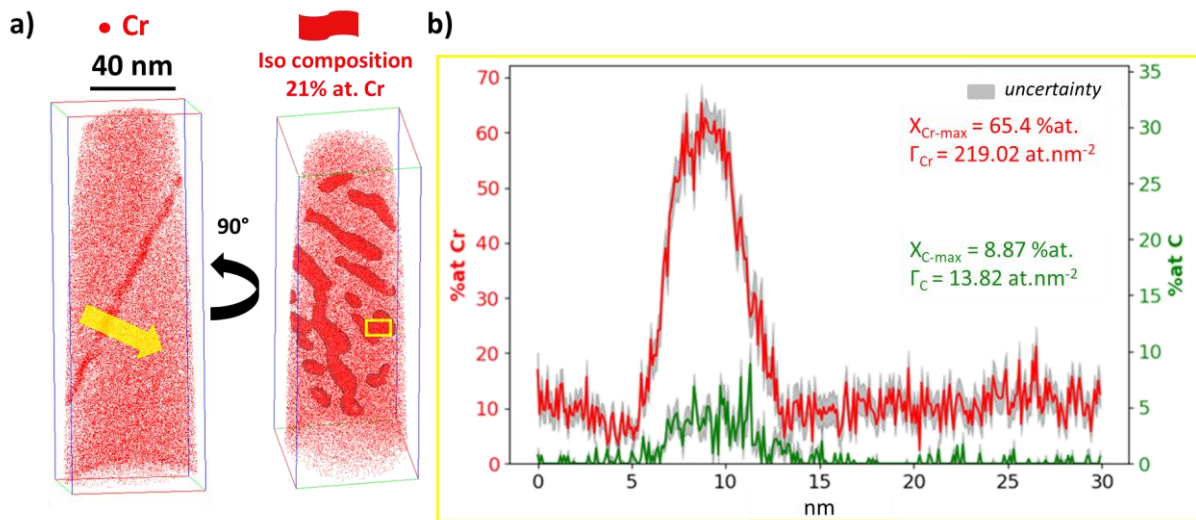 a)
• Cr
40 nm
Iso composition
21% at. Cr
90°
b)
uncertainty
X_Cr-max = 65.4 %at.
Γ_Cr = 219.02 at.nm⁻²
X_C-max = 8.87 %at.
Γ_C = 13.82 at.nm⁻²
%at Cr
70
60
50
40
30
20
10
0
%at C
35
30
25
20
15
10
5
0
0 5 10 15 20 25 30
nm